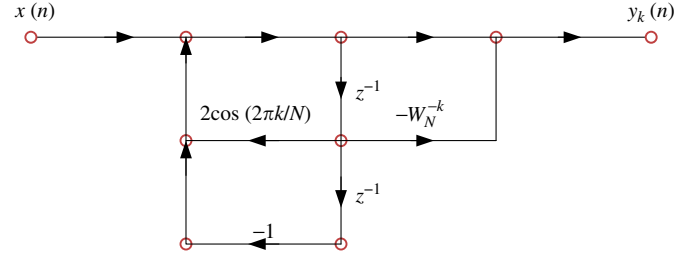 x (n)
y_k (n)
z^{-1}
2cos (2πk/N)
−W_N^{-k}
z^{-1}
−1